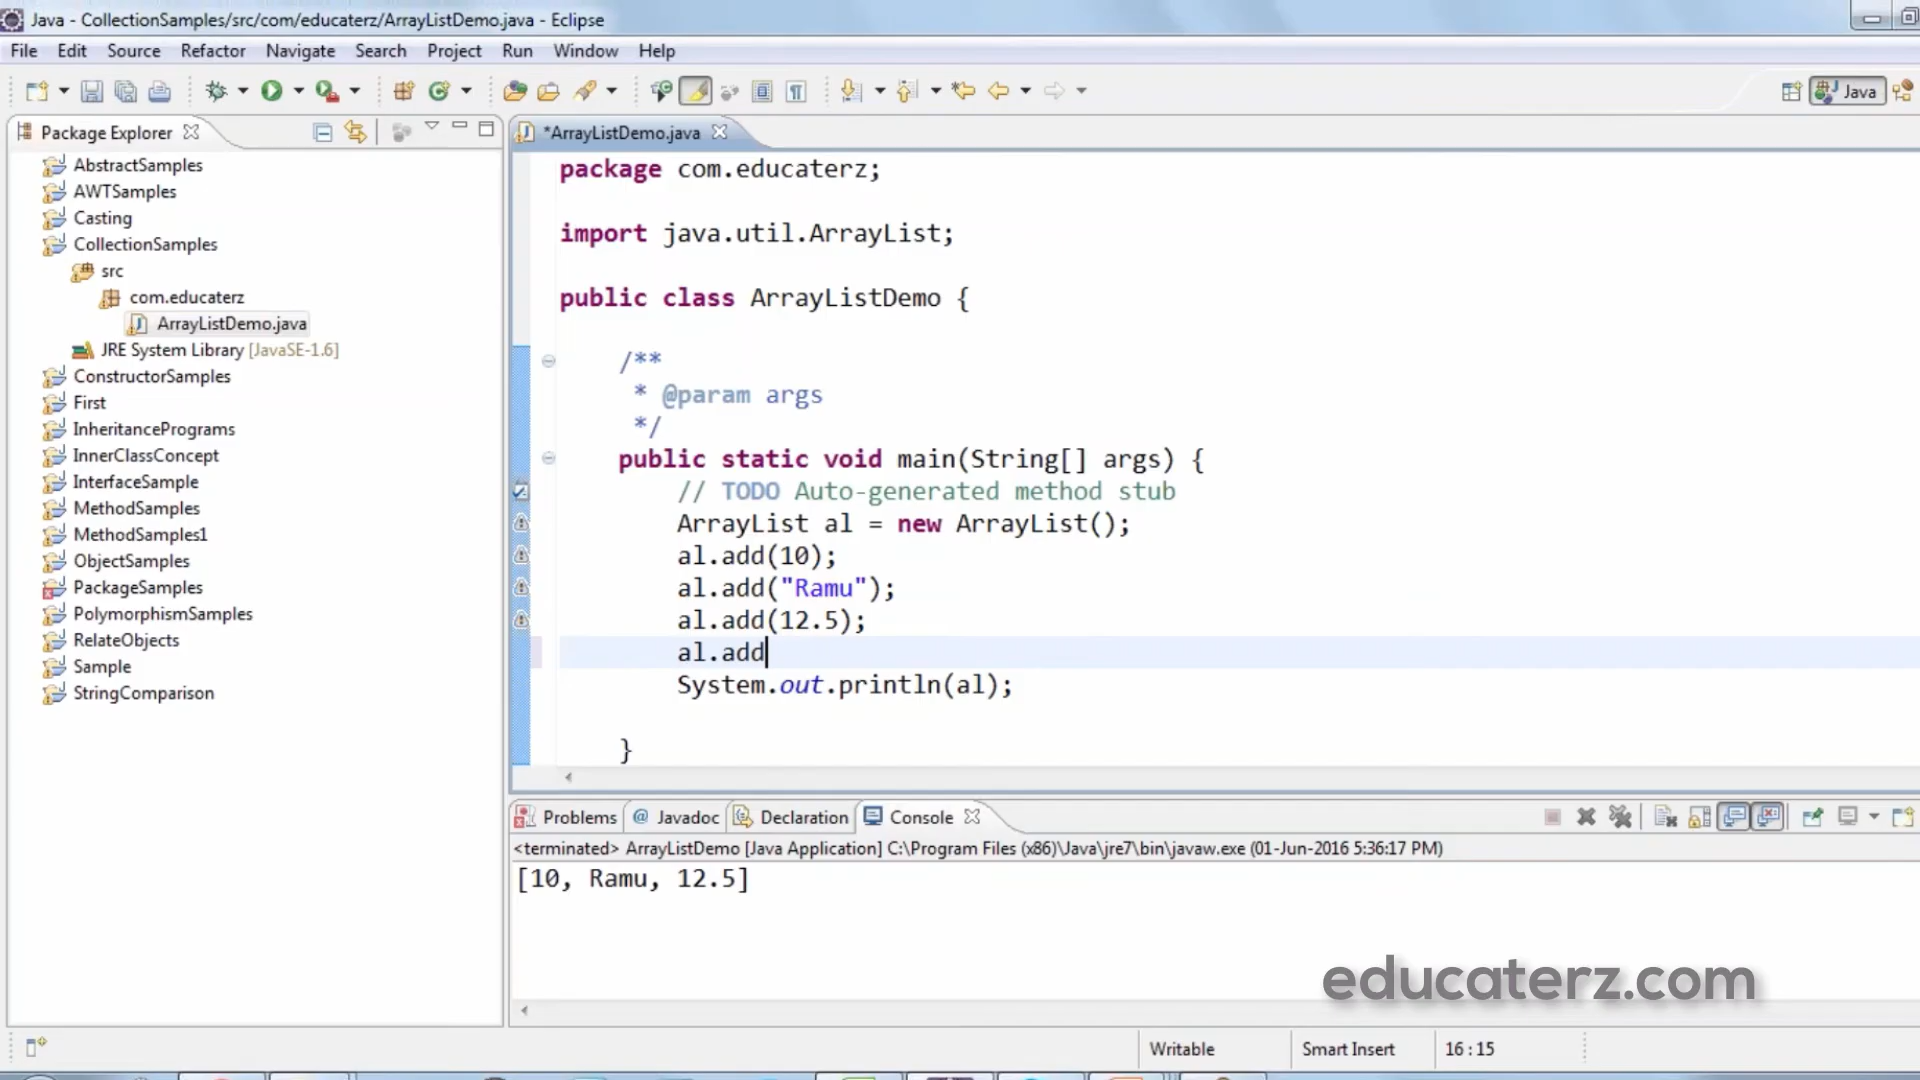 Java - CollectionSamples/src/com/educaterz/ArrayListDemo.java - Eclipse
File Edit Source Refactor Navigate Search Project Run Window Help
Java
Package Explorer
*ArrayListDemo.java
AbstractSamples
AWTSamples
Casting
CollectionSamples
src
com.educaterz
ArrayListDemo.java
JRE System Library [JavaSE-1.6]
ConstructorSamples
First
InheritancePrograms
InnerClassConcept
InterfaceSample
MethodSamples
MethodSamples1
ObjectSamples
PackageSamples
PolymorphismSamples
RelateObjects
Sample
StringComparison
package com.educaterz;
import java.util.ArrayList;
public class ArrayListDemo {
/**
* @param args
*/
public static void main(String[] args) {
// TODO Auto-generated method stub
ArrayList al = new ArrayList();
al.add(10);
al.add("Ramu");
al.add(12.5);
al.add
System.out.println(al);
}
Problems @ Javadoc Declaration Console
<terminated> ArrayListDemo [Java Application] C:\Program Files (x86)\Java\jre7\bin\javaw.exe (01-Jun-2016 5:36:17 PM)
[10, Ramu, 12.5]
educaterz.com
Writable Smart Insert 16 : 15